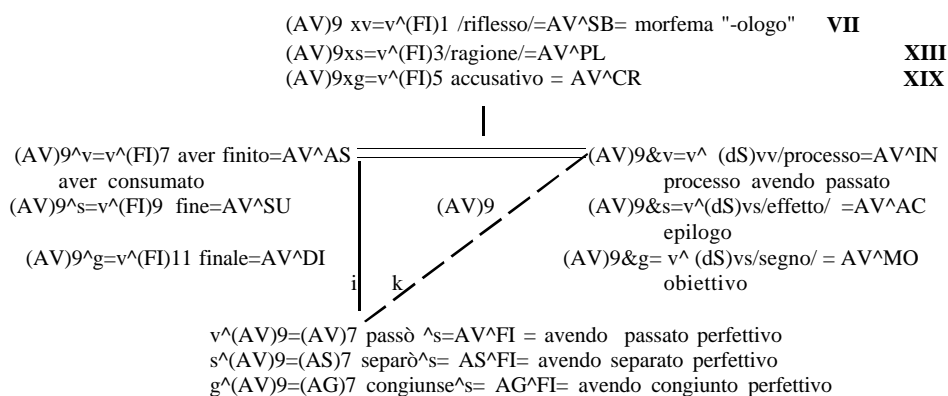 (AV)9 xv=v^(FI)1 /riflesso/=AV^SB= morfema "-ologo" VII
(AV)9xs=v^(FI)3/ragione/=AV^PL XIII
(AV)9xg=v^(FI)5 accusativo = AV^CR XIX
(AV)9^v=v^(FI)7 aver finito=AV^AS (AV)9&v=v^ (dS)vv/processo=AV^IN
aver consumato processo avendo passato
(AV)9^s=v^(FI)9 fine=AV^SU (AV)9 (AV)9&s=v^(dS)vs/effetto/ =AV^AC
epilogo
(AV)9^g=v^(FI)11 finale=AV^DI (AV)9&g= v^ (dS)vs/segno/ = AV^MO
i k obiettivo
v^(AV)9=(AV)7 passò ^s=AV^FI = avendo passato perfettivo
s^(AV)9=(AS)7 separò^s= AS^FI= avendo separato perfettivo
g^(AV)9=(AG)7 congiunse^s= AG^FI= avendo congiunto perfettivo